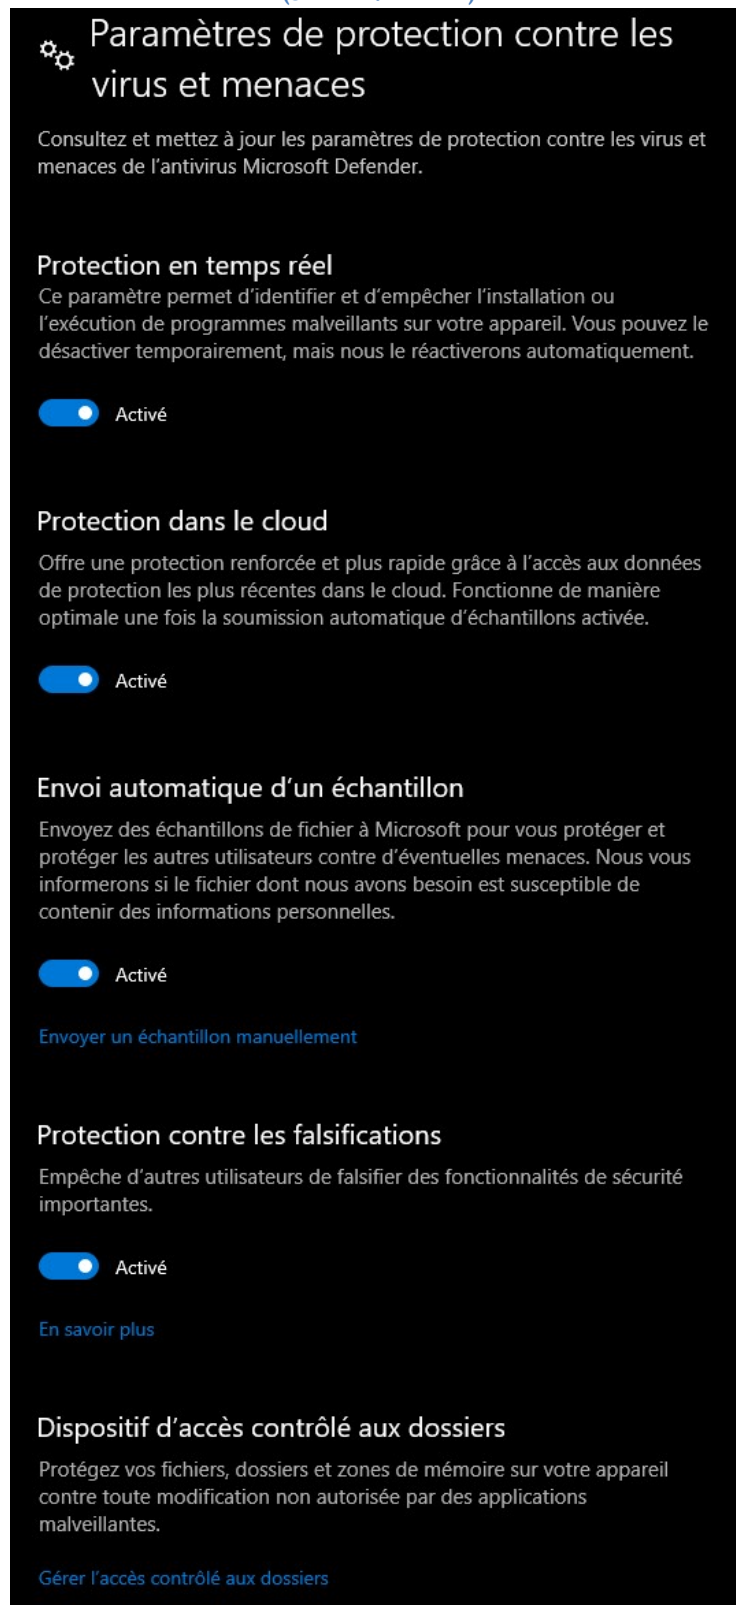 Paramètres de protection contre les
virus et menaces
Consultez et mettez à jour les paramètres de protection contre les virus et
menaces de l’antivirus Microsoft Defender.
Protection en temps réel
Ce paramètre permet d’identifier et d’empêcher l’installation ou
l’exécution de programmes malveillants sur votre appareil. Vous pouvez le
désactiver temporairement, mais nous le réactiverons automatiquement.
Activé
Protection dans le cloud
Offre une protection renforcée et plus rapide grâce à l’accès aux données
de protection les plus récentes dans le cloud. Fonctionne de manière
optimale une fois la soumission automatique d’échantillons activée.
Activé
Envoi automatique d’un échantillon
Envoyez des échantillons de fichier à Microsoft pour vous protéger et
protéger les autres utilisateurs contre d’éventuelles menaces. Nous vous
informerons si le fichier dont nous avons besoin est susceptible de
contenir des informations personnelles.
Activé
Envoyer un échantillon manuellement
Protection contre les falsifications
Empêche d’autres utilisateurs de falsifier des fonctionnalités de sécurité
importantes.
Activé
En savoir plus
Dispositif d’accès contrôlé aux dossiers
Protégez vos fichiers, dossiers et zones de mémoire sur votre appareil
contre toute modification non autorisée par des applications
malveillantes.
Gérer l’accès contrôlé aux dossiers